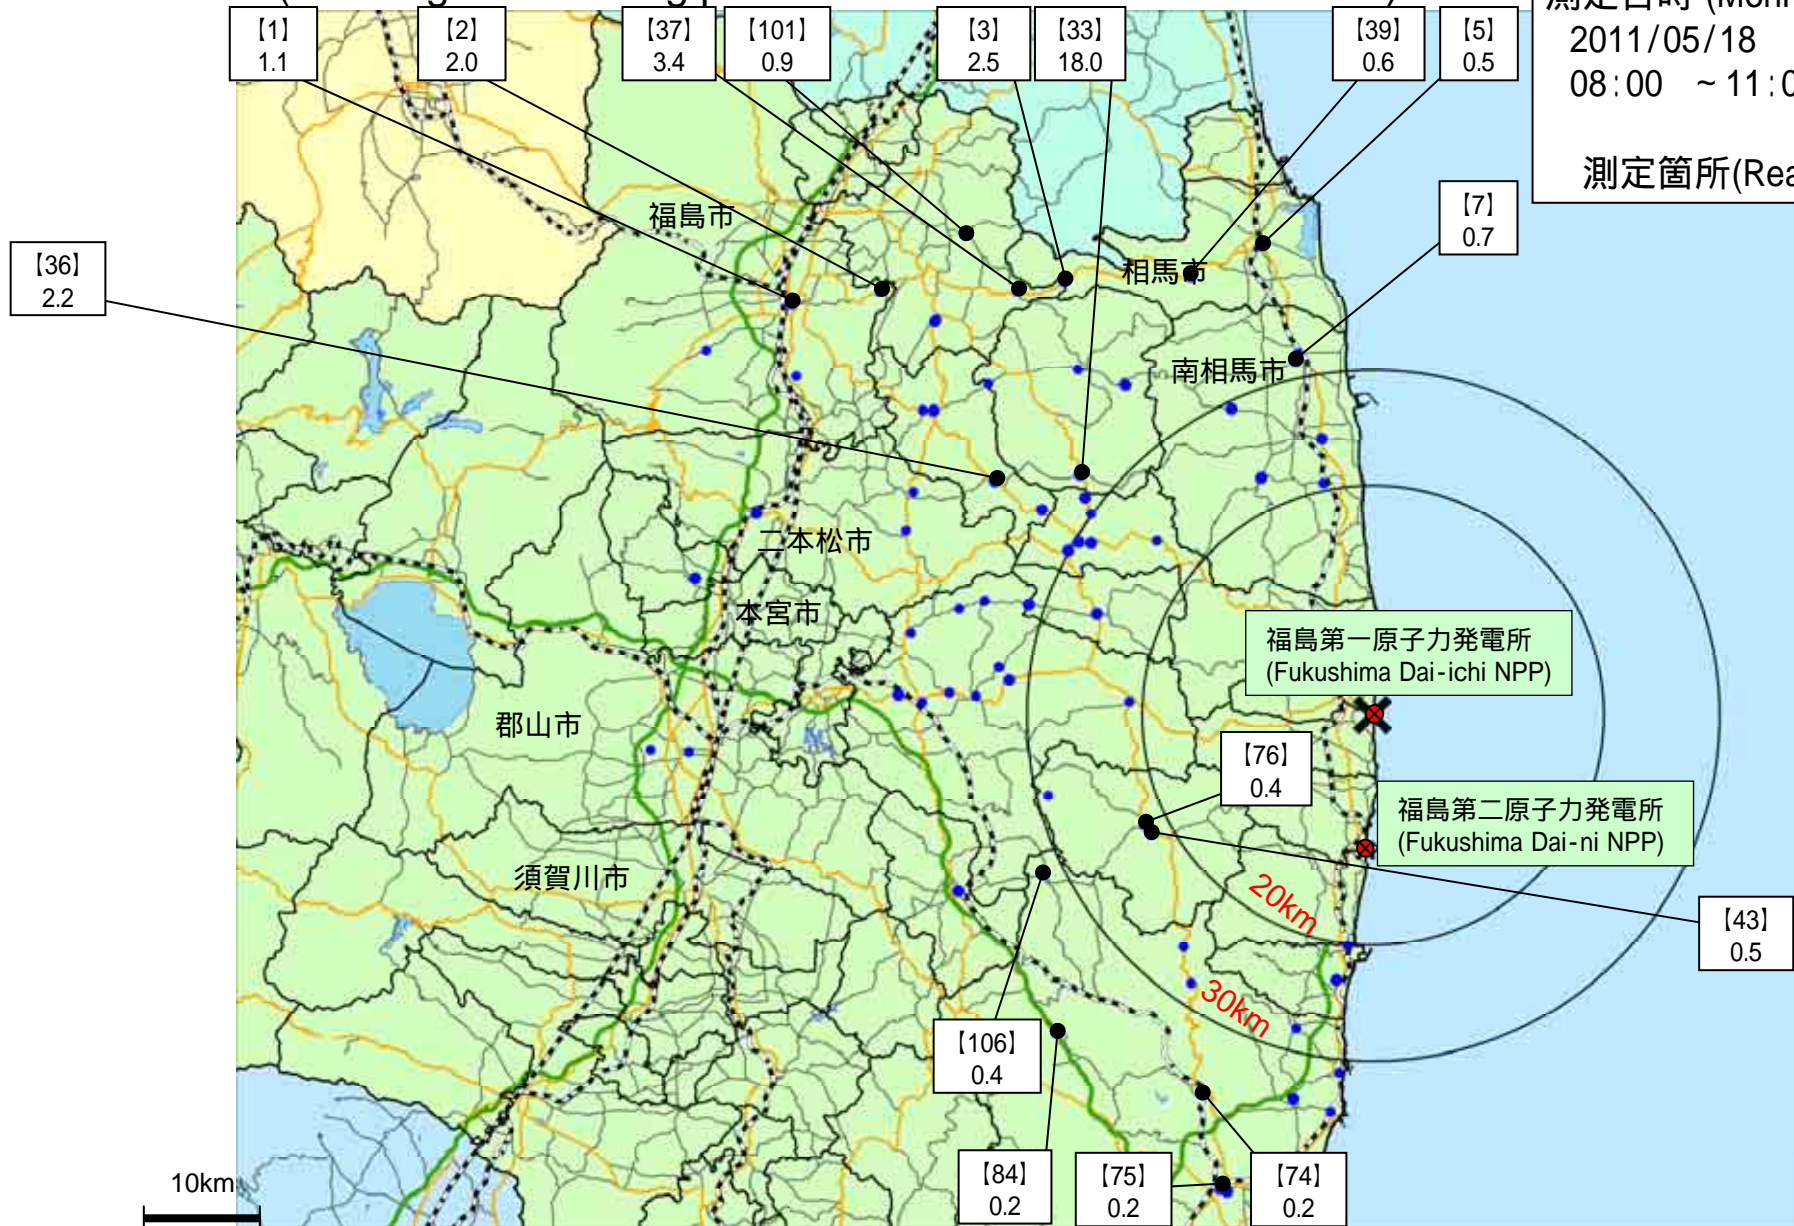 【1】
1.1
【2】
2.0
【37】
3.4
【101】
0.9
【3】
2.5
【33】
18.0
【39】
0.6
【5】
0.5
2011/05/18
08:00 ~11:0
測定箇所(Rea
【7】
0.7
【36】
2.2
福島市
相馬市
南相馬市
二本松市
本宮市
郡山市
須賀川市
福島第一原子力発電所
(Fukushima Dai-ichi NPP)
【76】
0.4
福島第二原子力発電所
(Fukushima Dai-ni NPP)
20km
30km
【43】
0.5
【106】
0.4
【84】
0.2
【75】
0.2
【74】
0.2
10km